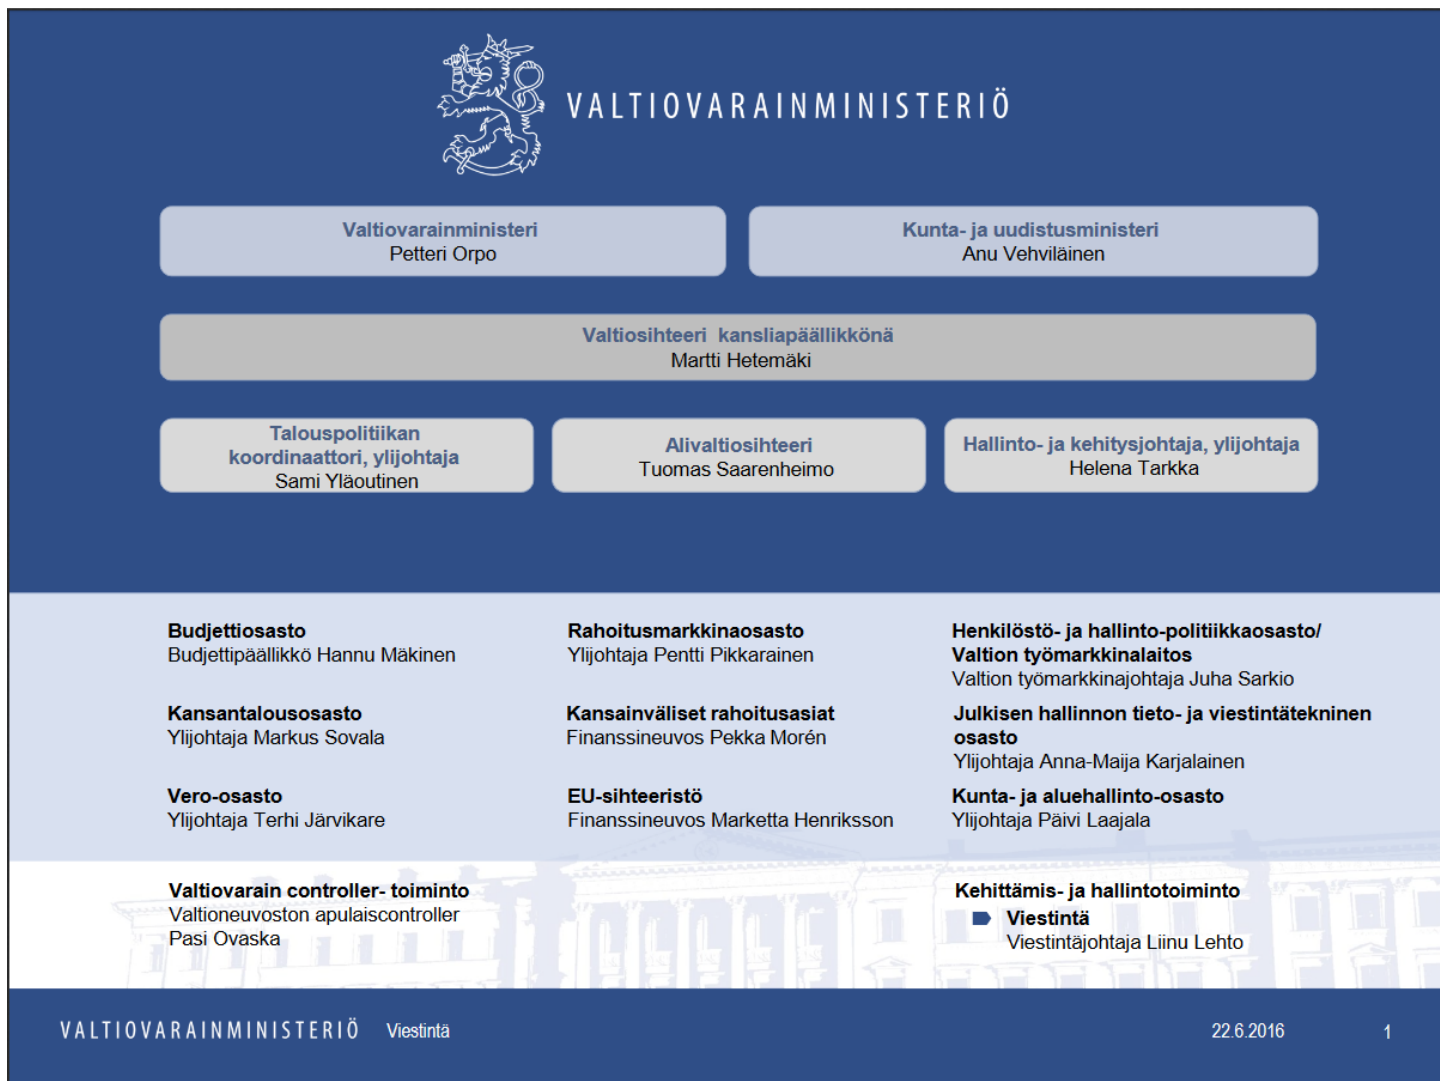 VALTIOVARAINMINISTERIÖ
Valtiovarainministeri
Petteri Orpo
Kunta- ja uudistusministeri
Anu Vehviläinen
Valtiosihteeri kansliapäällikkönä
Martti Hetemäki
Talouspolitiikan
koordinaattori, ylijohtaja
Sami Yläoutinen
Alivaltiosihteeri
Tuomas Saarenheimo
Hallinto- ja kehitysjohtaja, ylijohtaja
Helena Tarkka
Budjettiosasto
Budjettipäällikkö Hannu Mäkinen
Rahoitusmarkkinaosasto
Ylijohtaja Pentti Pikkarainen
Henkilöstö- ja hallinto-politiikkaosasto/
Valtion työmarkkinalaitos
Valtion työmarkkinajohtaja Juha Sarkio
Kansantalousosasto
Ylijohtaja Markus Sovala
Kansainväliset rahoitusasiat
Finanssineuvos Pekka Morén
Julkisen hallinnon tieto- ja viestintätekninen
osasto
Ylijohtaja Anna-Maija Karjalainen
Vero-osasto
Ylijohtaja Terhi Järvikare
EU-sihteeristö
Finanssineuvos Marketta Henriksson
Kunta- ja aluehallinto-osasto
Ylijohtaja Päivi Laajala
Valtiovarain controller- toiminto
Valtioneuvoston apulaiscontroller
Pasi Ovaska
Kehittämis- ja hallintotoiminto
Viestintä
Viestintäjohtaja Liinu Lehto
VALTIOVARAINMINISTERIÖ Viestintä 22.6.2016 1